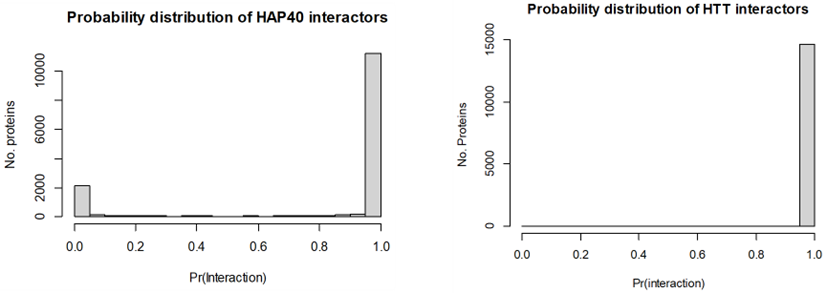 Probability distribution of HAP40 interactors
No. proteins
10000
6000
2000
0
0.0 0.2 0.4 0.6 0.8 1.0
Pr(Interaction)
Probability distribution of HTT interactors
No. Proteins
15000
10000
5000
0
0.0 0.2 0.4 0.6 0.8 1.0
Pr(interaction)